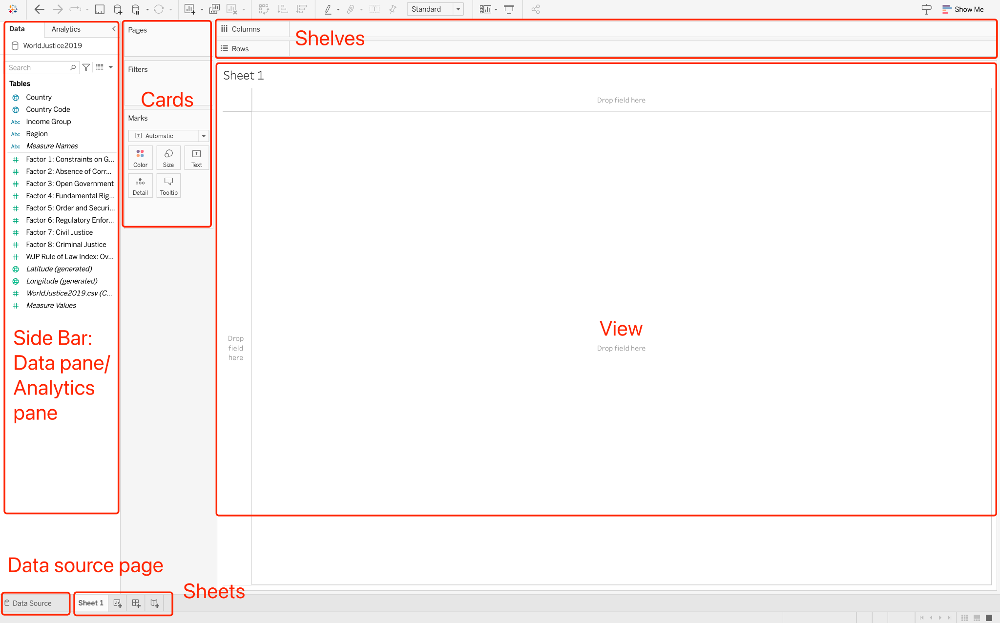 Standard
Show Me
Data
Analytics
WorldJustice2019
Search
Tables
Country
Country Code
Abc Income Group
Abc Region
Abc Measure Names
Factor 1: Constraints on G...
Factor 2: Absence of Corr...
Factor 3: Open Government
Factor 4: Fundamental Rig...
Factor 5: Order and Securi...
Factor 6: Regulatory Enfor...
Factor 7: Civil Justice
Factor 8: Criminal Justice
WJP Rule of Law Index: Ov...
Latitude (generated)
Longitude (generated)
WorldJustice2019.csv (C...
Measure Values
Side Bar:
Data pane/
Analytics
pane
Pages
Filters
Cards
Marks
T Automatic
Color
Size
T Text
Detail
Tooltip
Columns
Rows
Shelves
Sheet 1
Drop field here
Drop
field
here
View
Drop field here
Data source page
Sheets
Data Source
Sheet 1